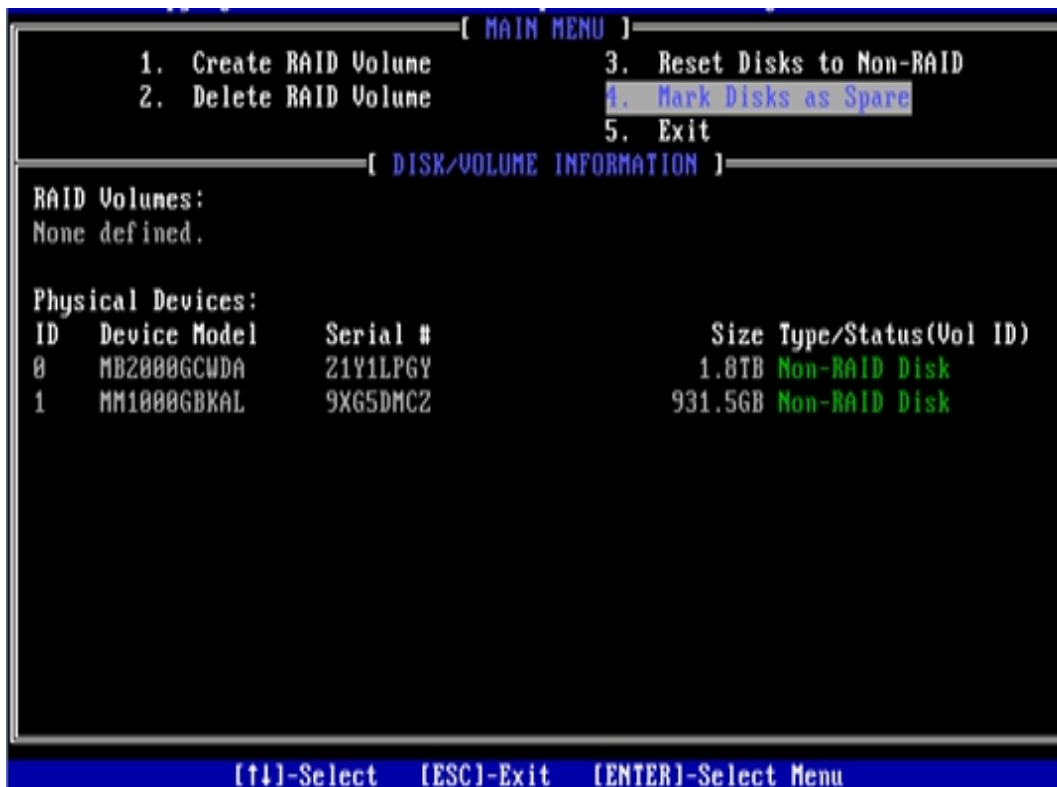 [ MAIN MENU ]
1. Create RAID Volume
2. Delete RAID Volume
3. Reset Disks to Non-RAID
4. Mark Disks as Spare
5. Exit
[ DISK/VOLUME INFORMATION ]
RAID Volumes:
None defined.
Physical Devices:
ID Device Model Serial # Size Type/Status(Vol ID)
0 MB2000GCWDA Z1Y1LPGY 1.8TB Non-RAID Disk
1 MM1000GBKAL 9XG5DMCZ 931.5GB Non-RAID Disk
[↑↓]-Select [ESC]-Exit [ENTER]-Select Menu